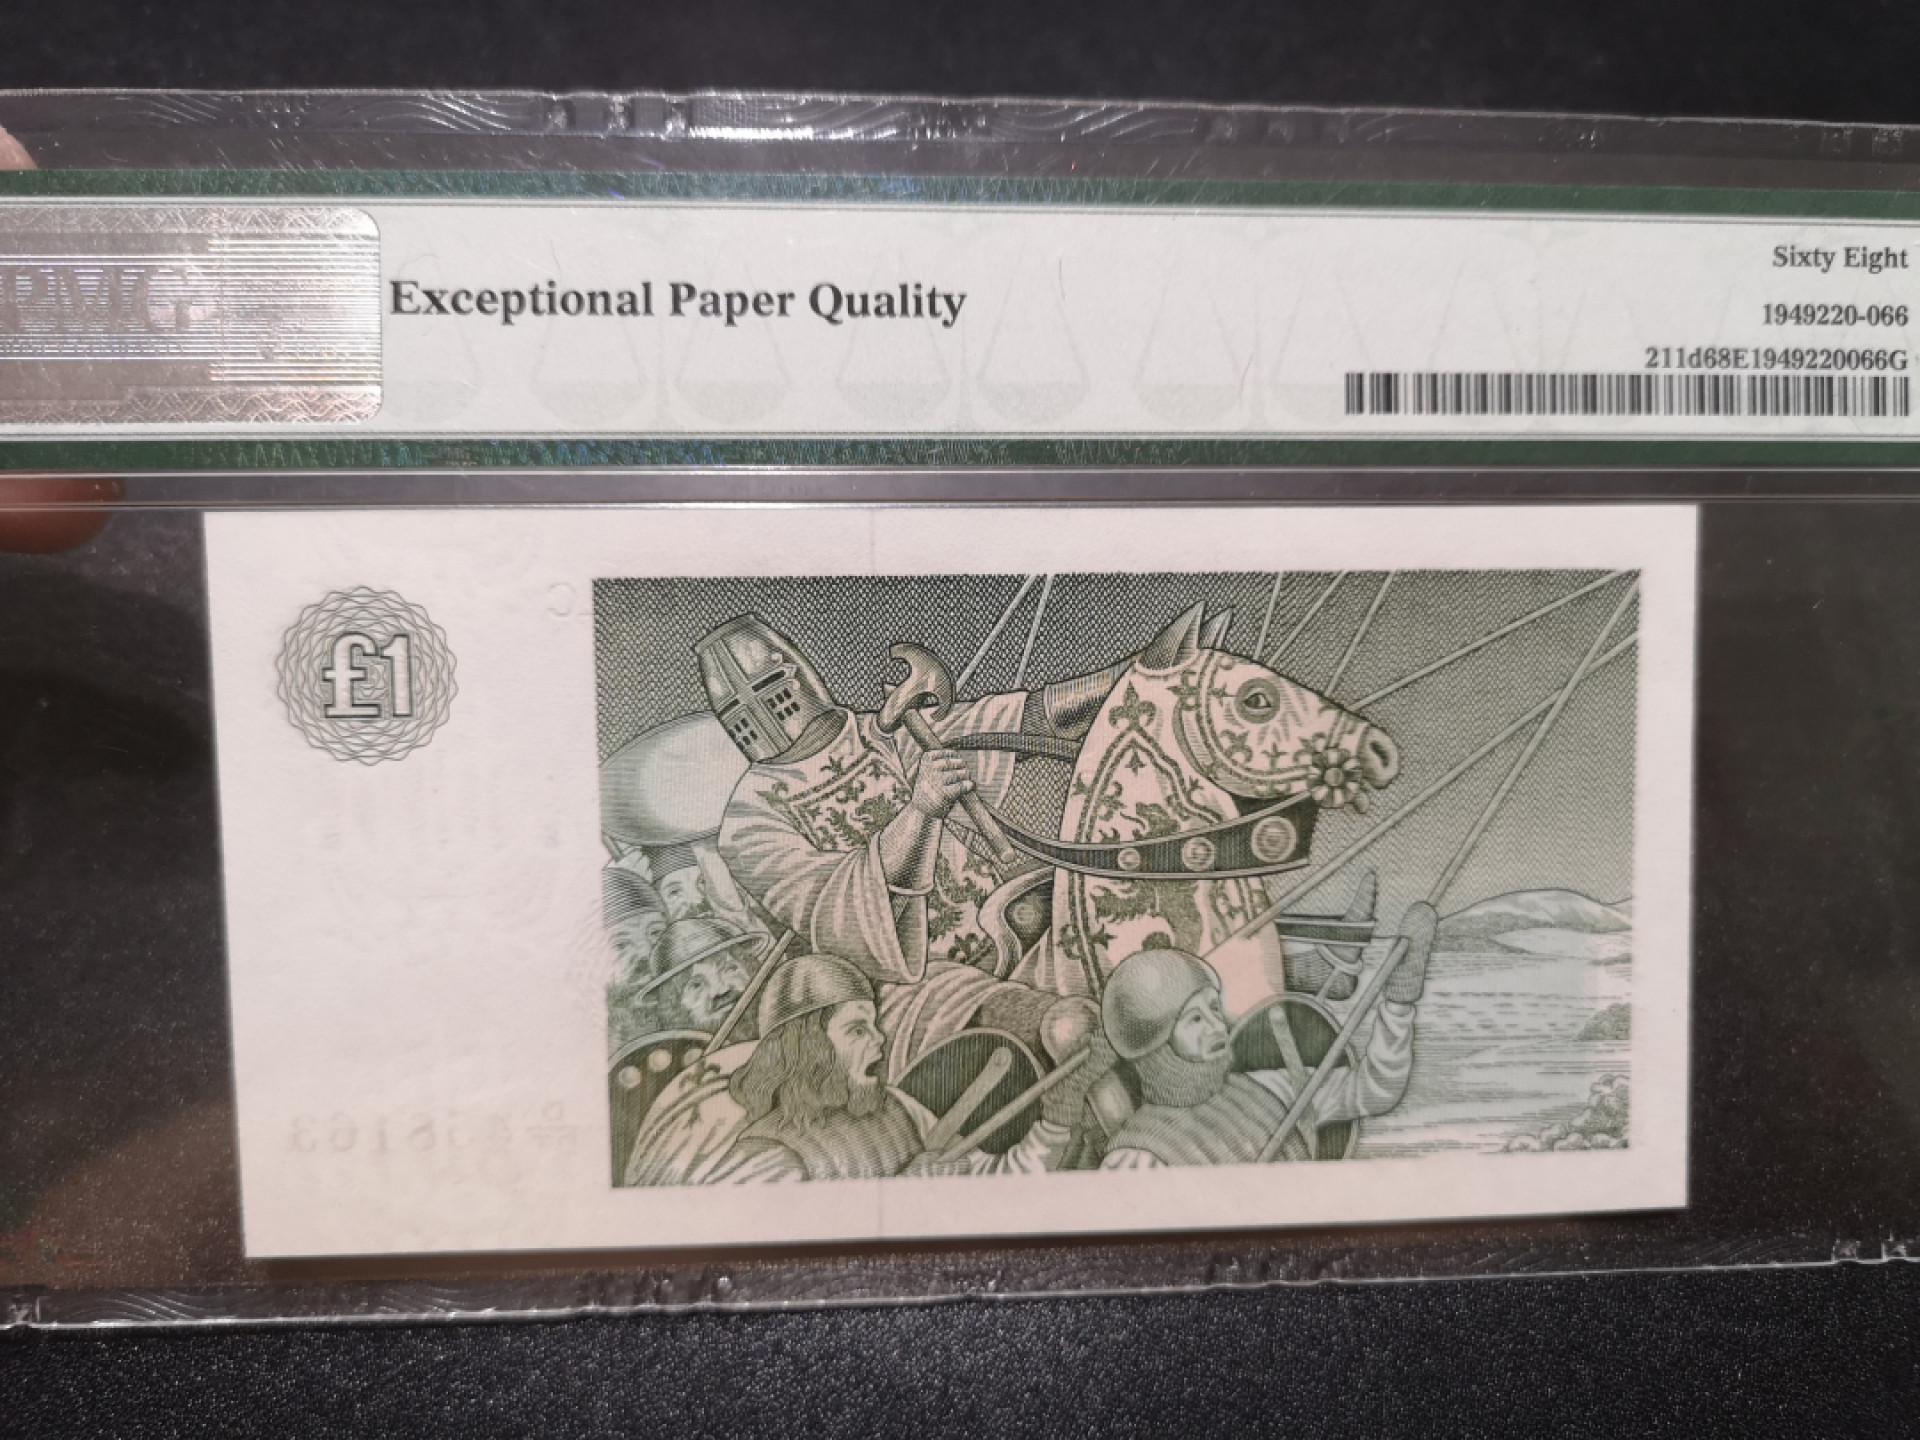 PMG
Exceptional Paper Quality
Sixty Eight
1949220-066
211d68E1949220066G
£1